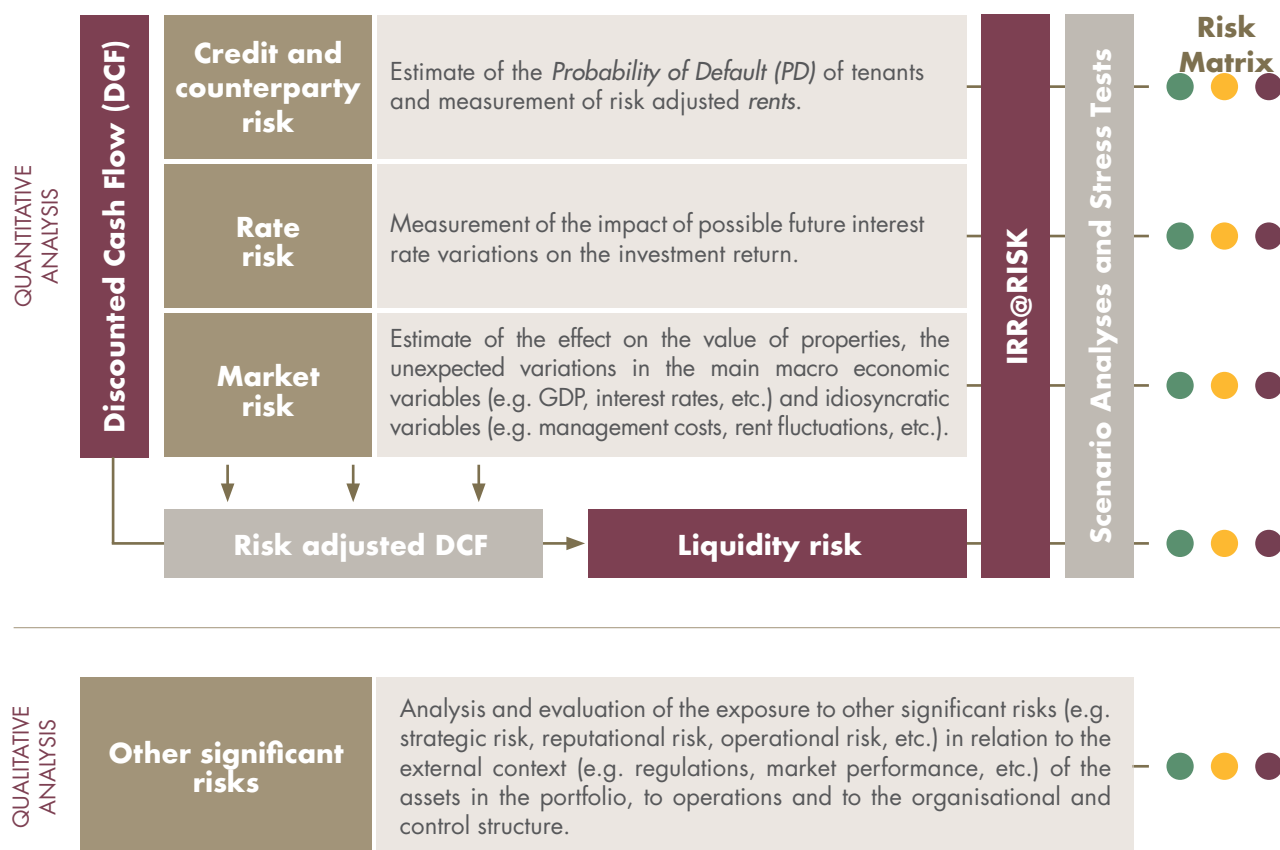 Risk
Matrix
QUANTITATIVE
ANALYSIS
Discounted Cash Flow (DCF)
Credit and
counterparty
risk
Estimate of the Probability of Default (PD) of tenants
and measurement of risk adjusted rents.
Rate
risk
Measurement of the impact of possible future interest
rate variations on the investment return.
Market
risk
Estimate of the effect on the value of properties, the
unexpected variations in the main macro economic
variables (e.g. GDP, interest rates, etc.) and idiosyncratic
variables (e.g. management costs, rent fluctuations, etc.).
IRR@RISK
Scenario Analyses and Stress Tests
Risk adjusted DCF
Liquidity risk
QUALITATIVE
ANALYSIS
Other significant
risks
Analysis and evaluation of the exposure to other significant risks (e.g.
strategic risk, reputational risk, operational risk, etc.) in relation to the
external context (e.g. regulations, market performance, etc.) of the
assets in the portfolio, to operations and to the organisational and
control structure.